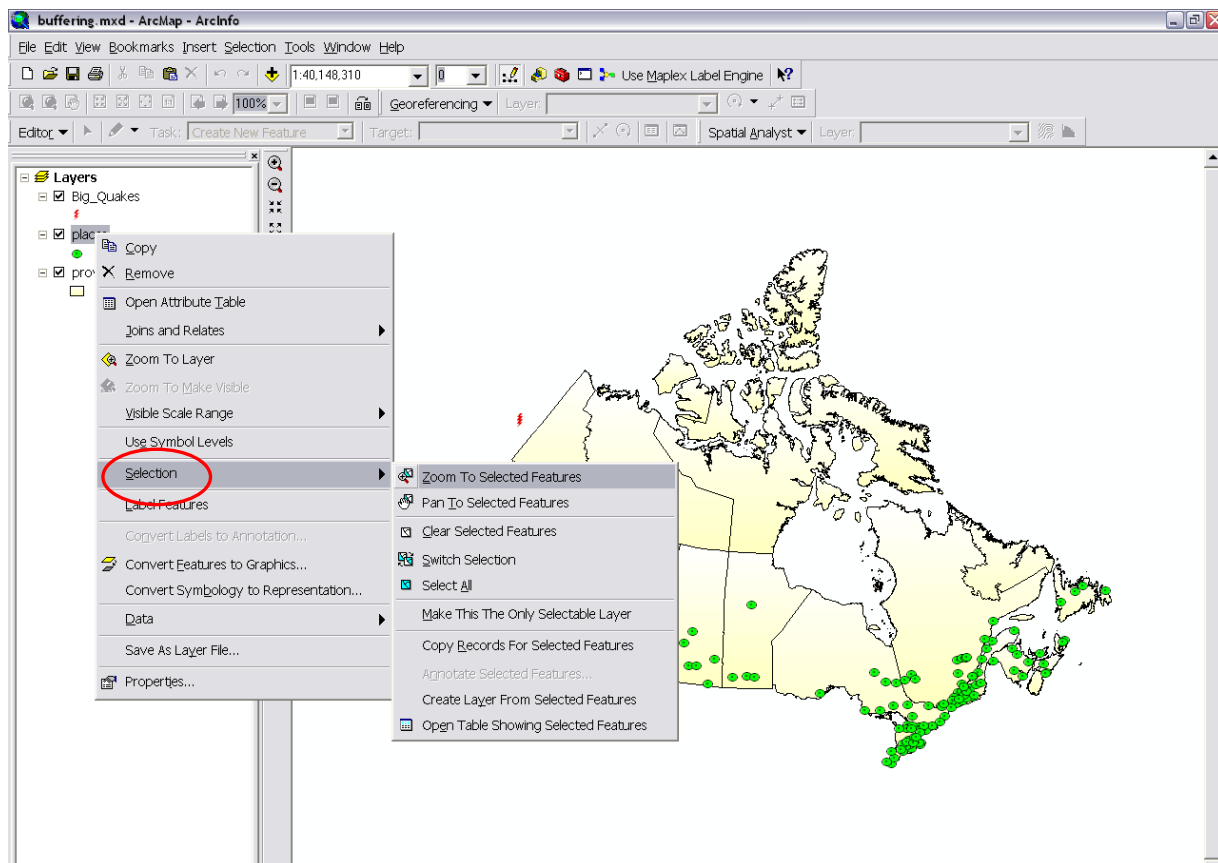 buffering.mxd - ArcMap - ArcInfo
File Edit View Bookmarks Insert Selection Tools Window Help
1:40,148,310 0 Use Maplex Label Engine
100% Georeferencing Layer:
Editor Task: Create New Feature Target: Spatial Analyst Layer:
Layers
Big_Quakes
places
prov
Copy
Remove
Open Attribute Table
Joins and Relates
Zoom To Layer
Zoom To Make Visible
Visible Scale Range
Use Symbol Levels
Selection
Label Features
Convert Labels to Annotation...
Convert Features to Graphics...
Convert Symbology to Representation...
Data
Save As Layer File...
Properties...
Zoom To Selected Features
Pan To Selected Features
Clear Selected Features
Switch Selection
Select All
Make This The Only Selectable Layer
Copy Records For Selected Features
Annotate Selected Features...
Create Layer From Selected Features
Open Table Showing Selected Features